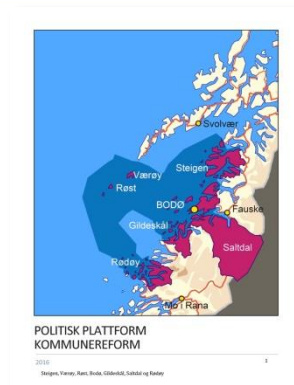 Svolvær
Værøy
Steigen
Røst
BODØ
Fauske
Gildeskål
Saltdal
Rødøy
Mo i Rana
POLITISK PLATTFORM
KOMMUNEREFORM
2016
1
Steigen, Værøy, Røst, Bodø, Gildeskål, Saltdal og Rødøy